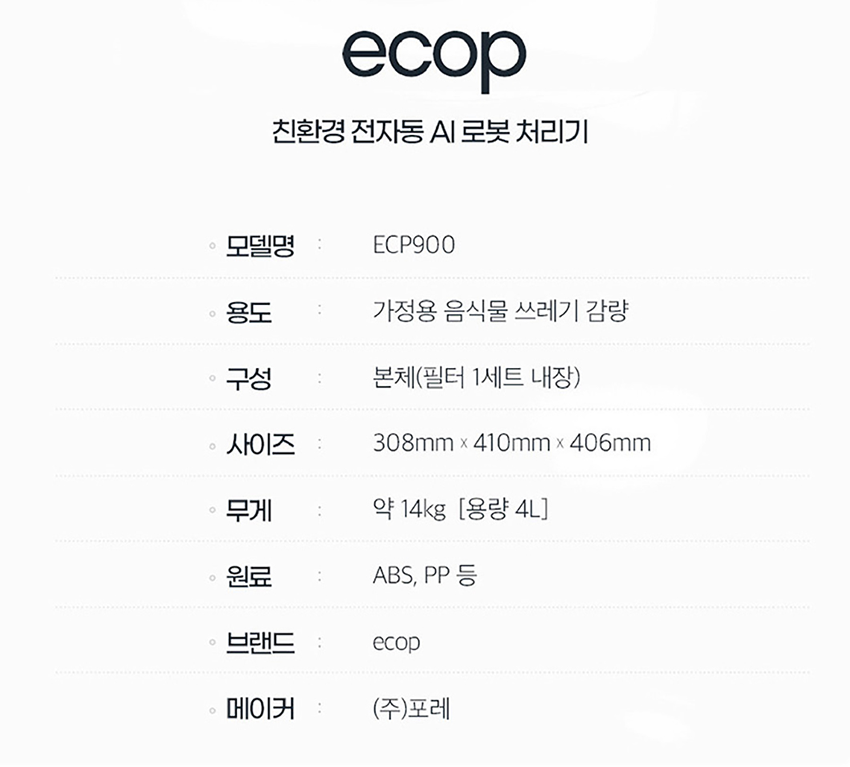 ecop
친환경 전자동 AI 로봇 처리기
모델명 : ECP900
용도 : 가정용 음식물 쓰레기 감량
구성 : 본체(필터 1세트 내장)
사이즈 : 308mm x 410mm x 406mm
무게 : 약 14kg [용량 4L]
원료 : ABS, PP 등
브랜드 : ecop
메이커 : (주)포레